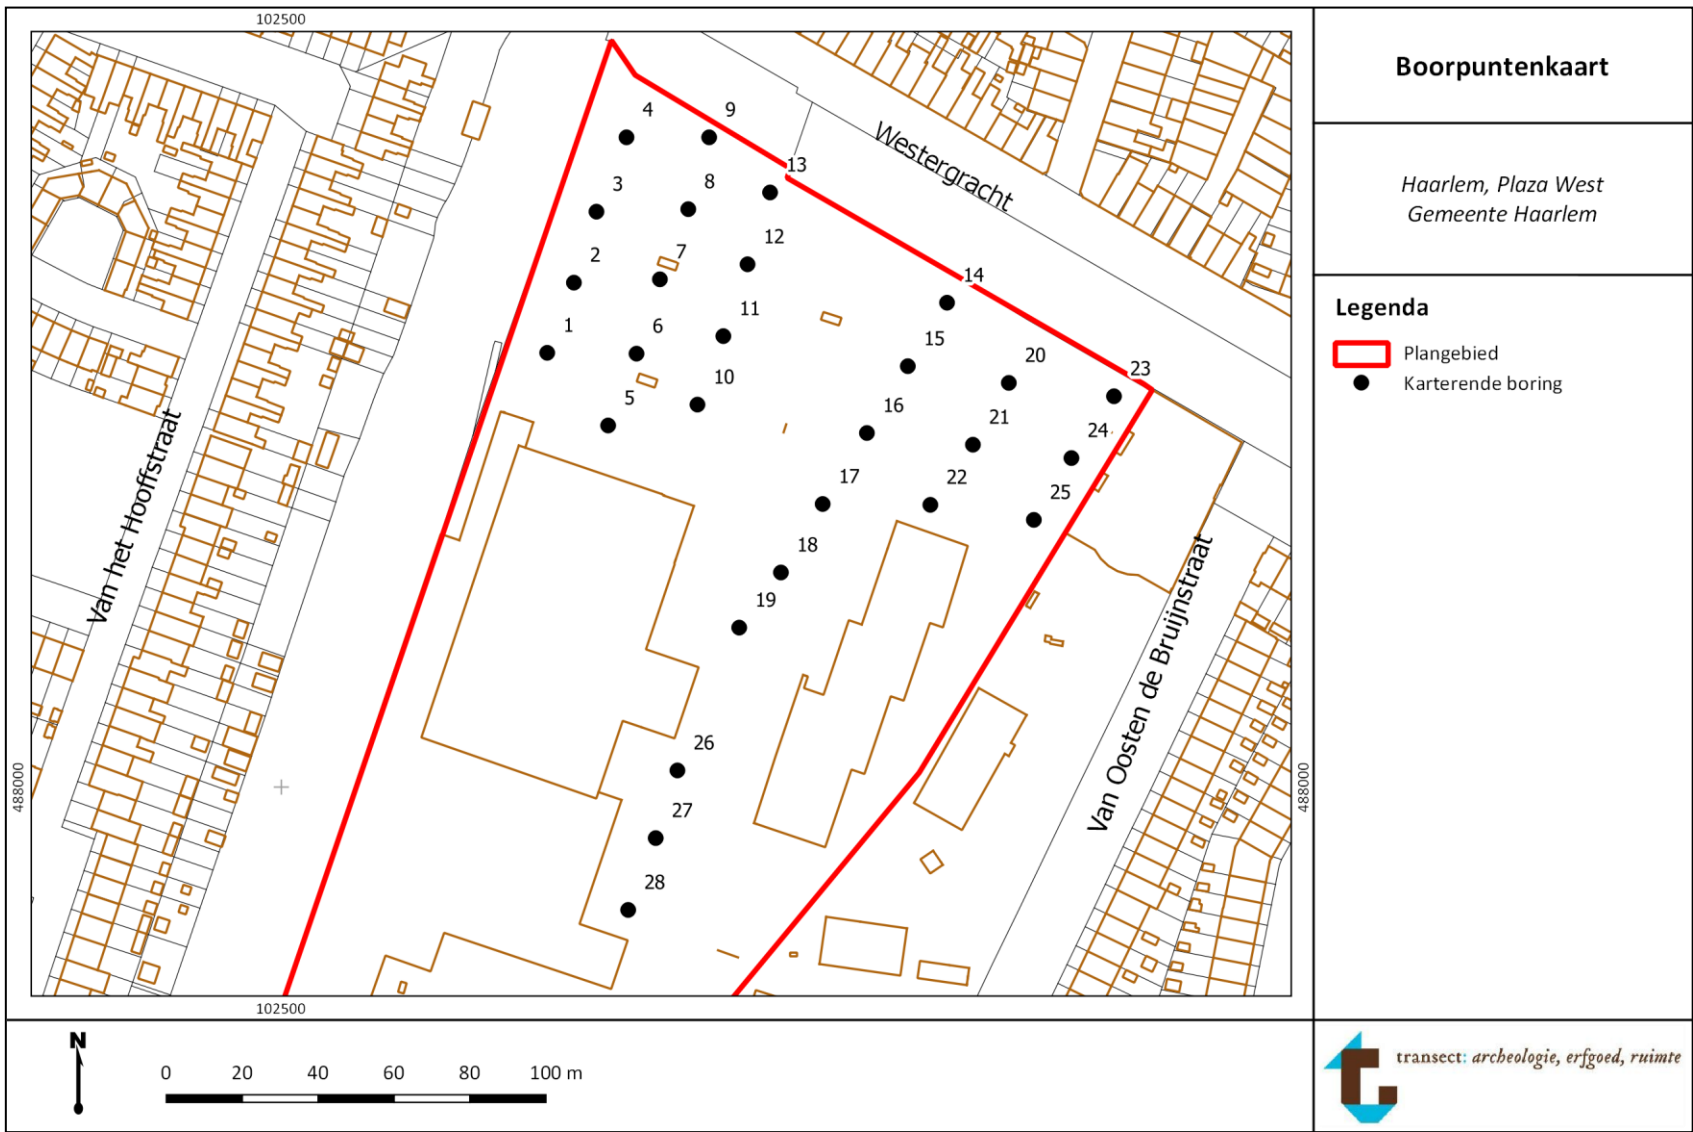 102500
Boorpuntenkaart
Haarlem, Plaza West
Gemeente Haarlem
Legenda
Plangebied
Karterende boring
Westergracht
Van het Hooffstraat
Van Oosten de Bruijnstraat
4
9
13
3
8
12
2
7
14
1
6
11
15
20
23
5
10
16
21
24
17
22
25
18
19
26
27
28
488000
488000
102500
N
0 20 40 60 80 100 m
transect: archeologie, erfgoed, ruimte